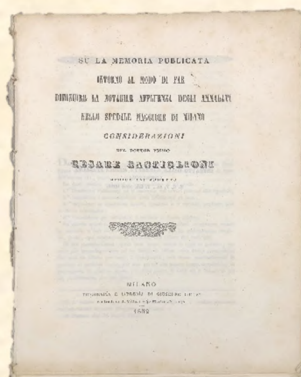 SU LA MEMORIA PUBLICATA
INTORNO AL MODO DI FAR
DIMINUIRE LA NOTABILE AFFLUENZA DEGLI AMMALATI
NELLO SPEDALE MAGGIORE DI MILANO
CONSIDERAZIONI
DEL DOTTOR FISICO
CESARE CASTIGLIONI
MILANO